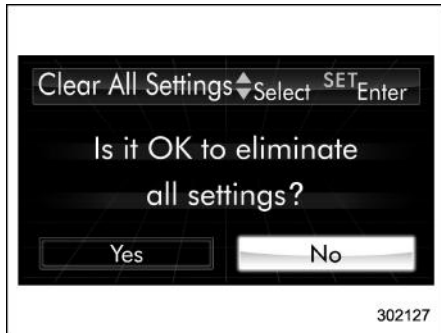 Clear All Settings Select SET Enter
Is it OK to eliminate
all settings?
Yes No
302127